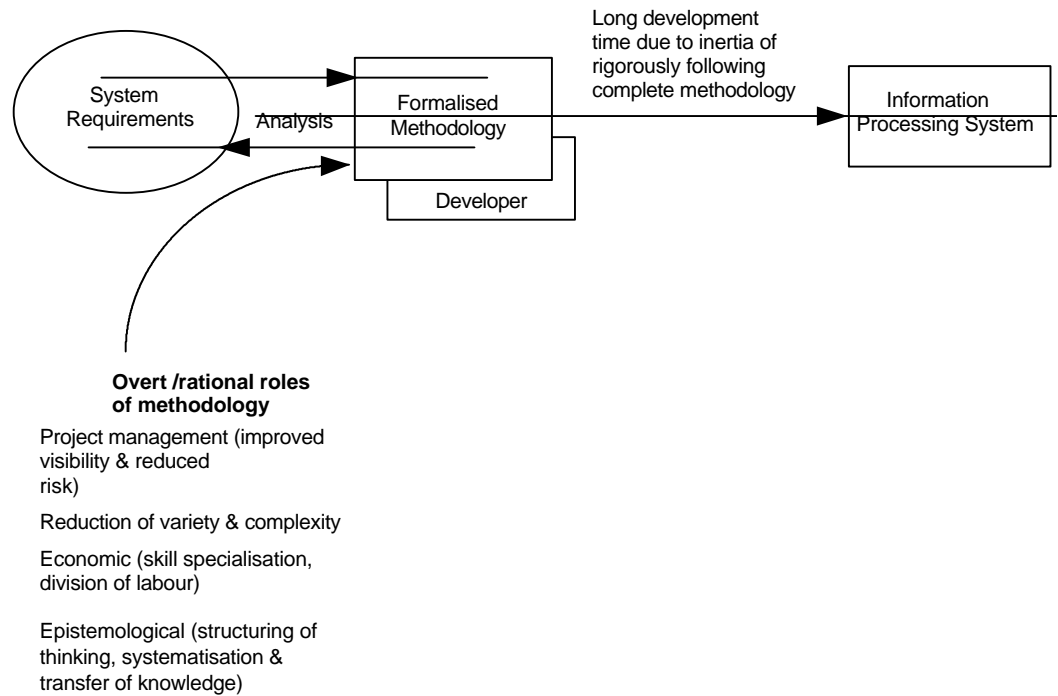 System
Requirements
Analysis
Formalised
Methodology
Developer
Long development
time due to inertia of
rigorously following
complete methodology
Information
Processing System
Overt /rational roles
of methodology
Project management (improved
visibility & reduced
risk)
Reduction of variety & complexity
Economic (skill specialisation,
division of labour)
Epistemological (structuring of
thinking, systematisation &
transfer of knowledge)